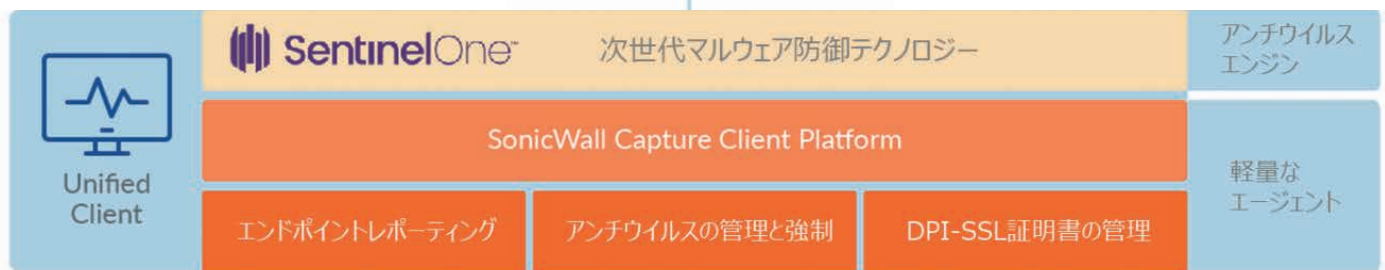 SentinelOne™
次世代マルウェア防御テクノロジー
アンチウイルス
エンジン
SonicWall Capture Client Platform
Unified
Client
エンドポイントレポーティング
アンチウイルスの管理と強制
DPI-SSL証明書の管理
軽量な
エージェント